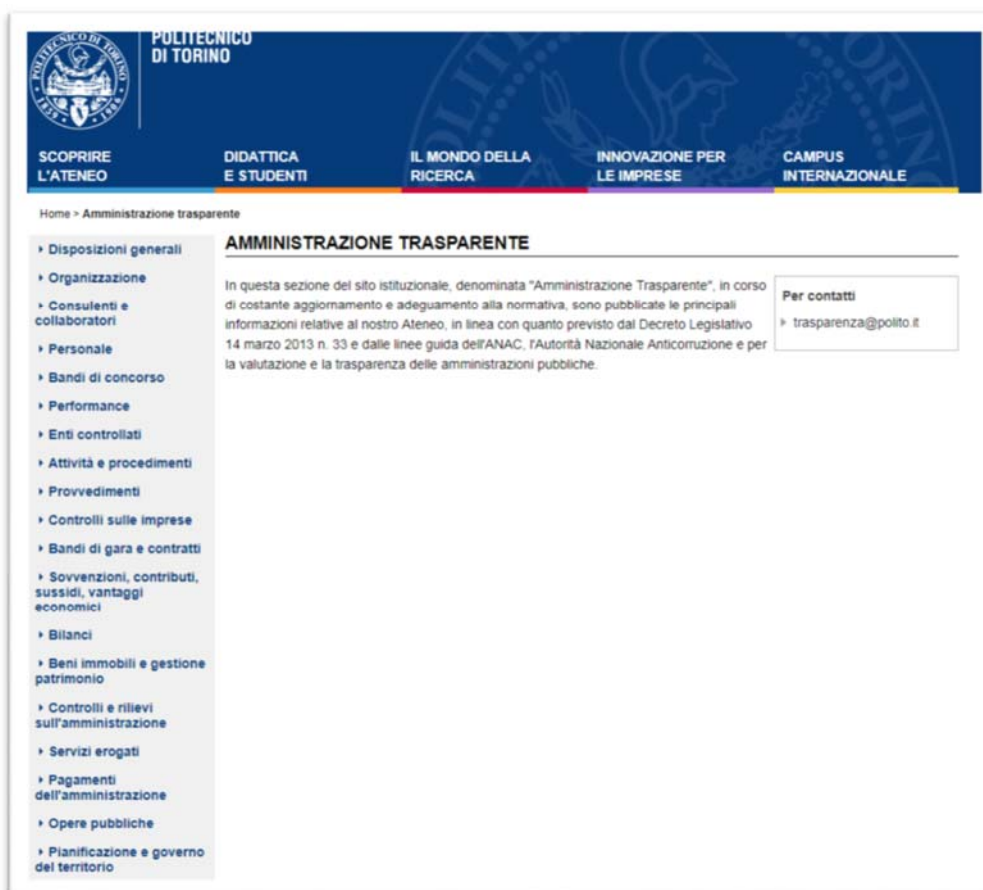 POLITECNICO
DI TORINO
POLITECNICO DI TORINO
1859 • 1906
SCOPRIRE
L'ATENEO
DIDATTICA
E STUDENTI
IL MONDO DELLA
RICERCA
INNOVAZIONE PER
LE IMPRESE
CAMPUS
INTERNAZIONALE
Home > Amministrazione trasparente
Disposizioni generali
Organizzazione
Consulenti e
collaboratori
Personale
Bandi di concorso
Performance
Enti controllati
Attività e procedimenti
Provvedimenti
Controlli sulle imprese
Bandi di gara e contratti
Sovvenzioni, contributi,
sussidi, vantaggi
economici
Bilanci
Beni immobili e gestione
patrimonio
Controlli e rilievi
sull'amministrazione
Servizi erogati
Pagamenti
dell'amministrazione
Opere pubbliche
Pianificazione e governo
del territorio
AMMINISTRAZIONE TRASPARENTE
In questa sezione del sito istituzionale, denominata "Amministrazione Trasparente", in corso
di costante aggiornamento e adeguamento alla normativa, sono pubblicate le principali
informazioni relative al nostro Ateneo, in linea con quanto previsto dal Decreto Legislativo
14 marzo 2013 n. 33 e dalle linee guida dell'ANAC, l'Autorità Nazionale Anticorruzione e per
la valutazione e la trasparenza delle amministrazioni pubbliche.
Per contatti
trasparenza@polito.it